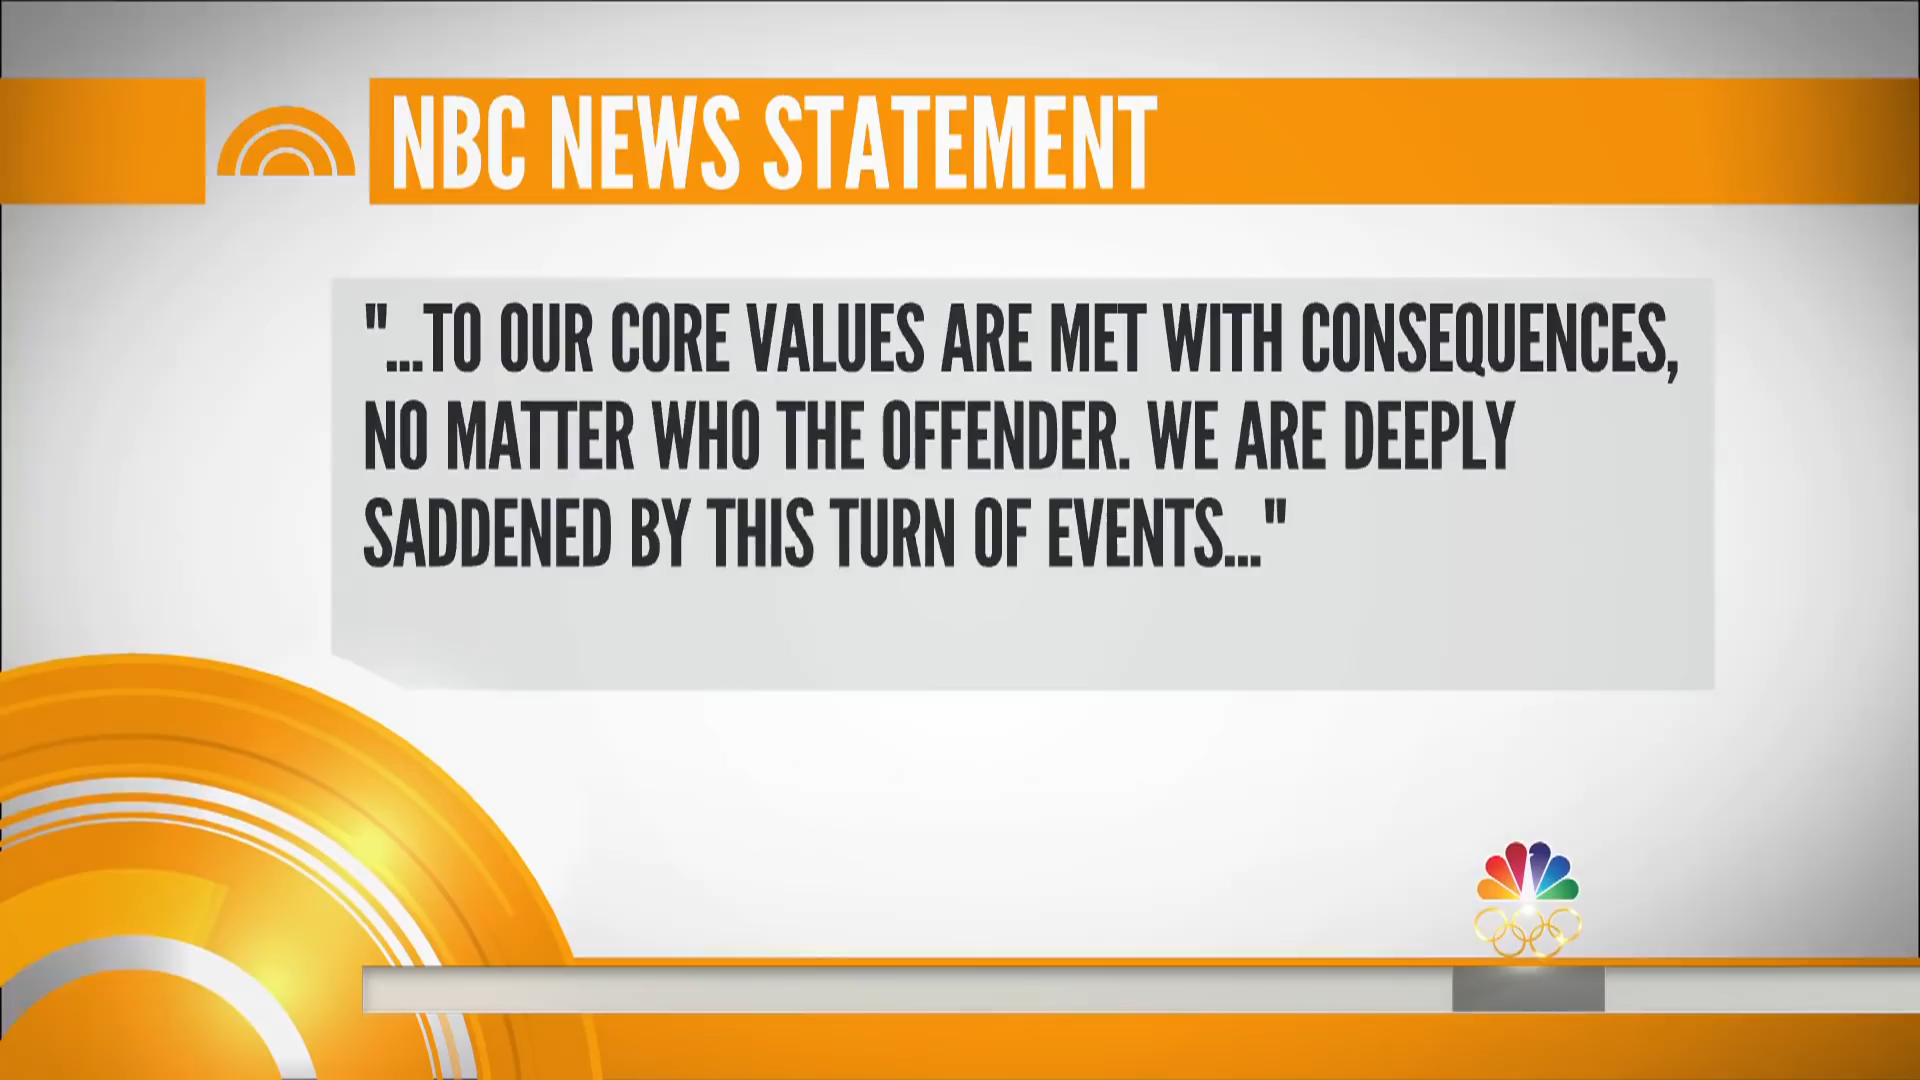 NBC NEWS STATEMENT
"...TO OUR CORE VALUES ARE MET WITH CONSEQUENCES,
NO MATTER WHO THE OFFENDER. WE ARE DEEPLY
SADDENED BY THIS TURN OF EVENTS..."